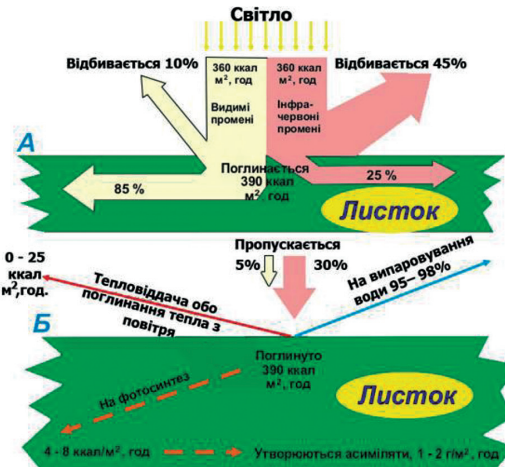 Світло
Відбивається 10%
360 ккал
м², год
Видимі
промені
360 ккал
м², год
Інфра-
червоні
промені
Відбивається 45%
А
Поглинається
390 ккал
м² год
85 %
25 %
Листок
Пропускається
5%
30%
0 - 25
ккал
м²,год.
Тепловіддача обо
поглинання тепла з
повітря
На випаровування
води 95– 98%
Б
Поглинуто
390 ккал
м², год
На фотосинтез
Листок
4 - 8 ккал/м², год
Утворюються асиміляти, 1 - 2 г/м², год